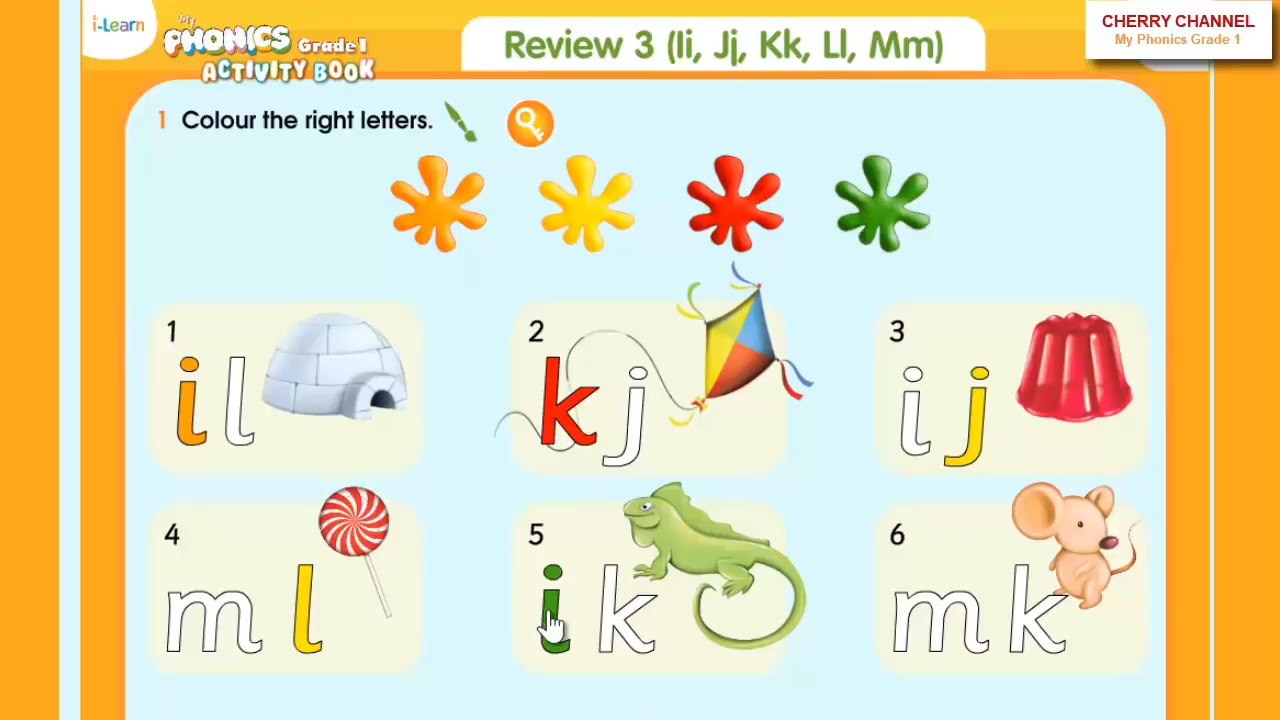 i-Learn
My
PHONICS Grade 1
ACTIVITY BOOK
Review 3 (Ii, Jj, Kk, Ll, Mm)
CHERRY CHANNEL
My Phonics Grade 1
1 Colour the right letters.
1
i l
2
k j
3
i j
4
m l
5
i k
6
m k